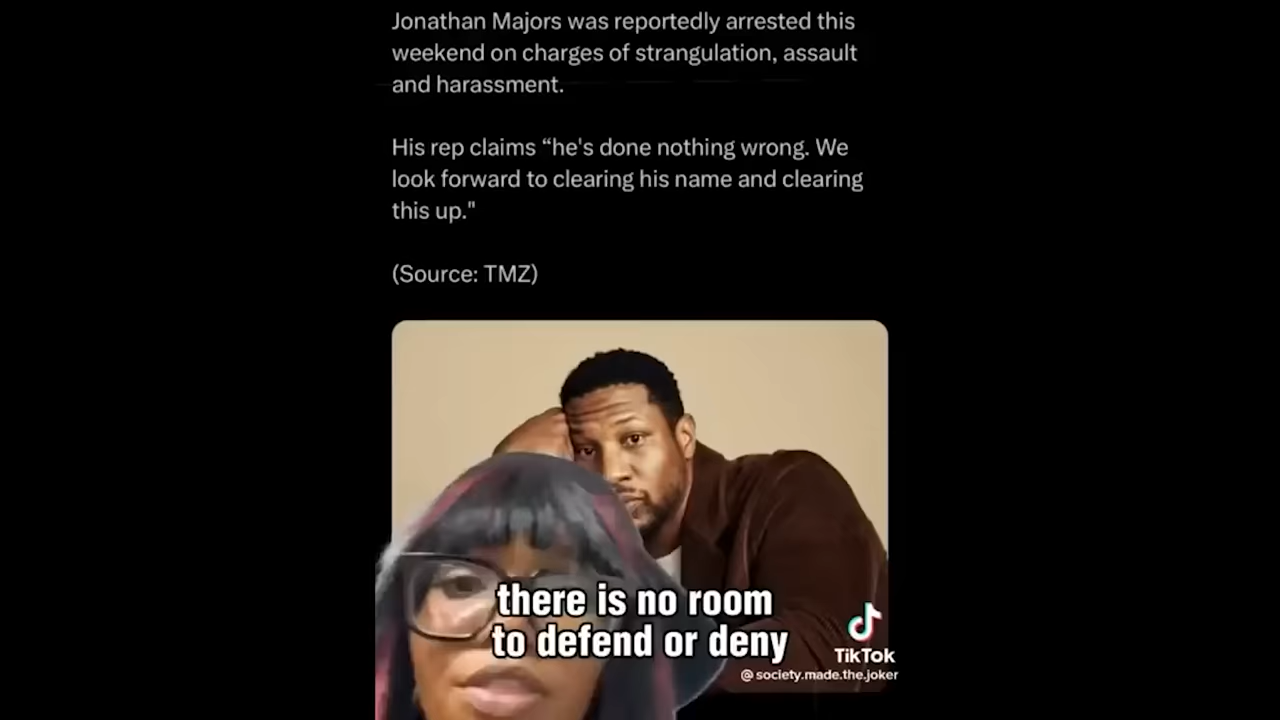 Jonathan Majors was reportedly arrested this
weekend on charges of strangulation, assault
and harassment.
His rep claims “he's done nothing wrong. We
look forward to clearing his name and clearing
this up."
(Source: TMZ)
there is no room
to defend or deny
TikTok
@ society.made.the.joker